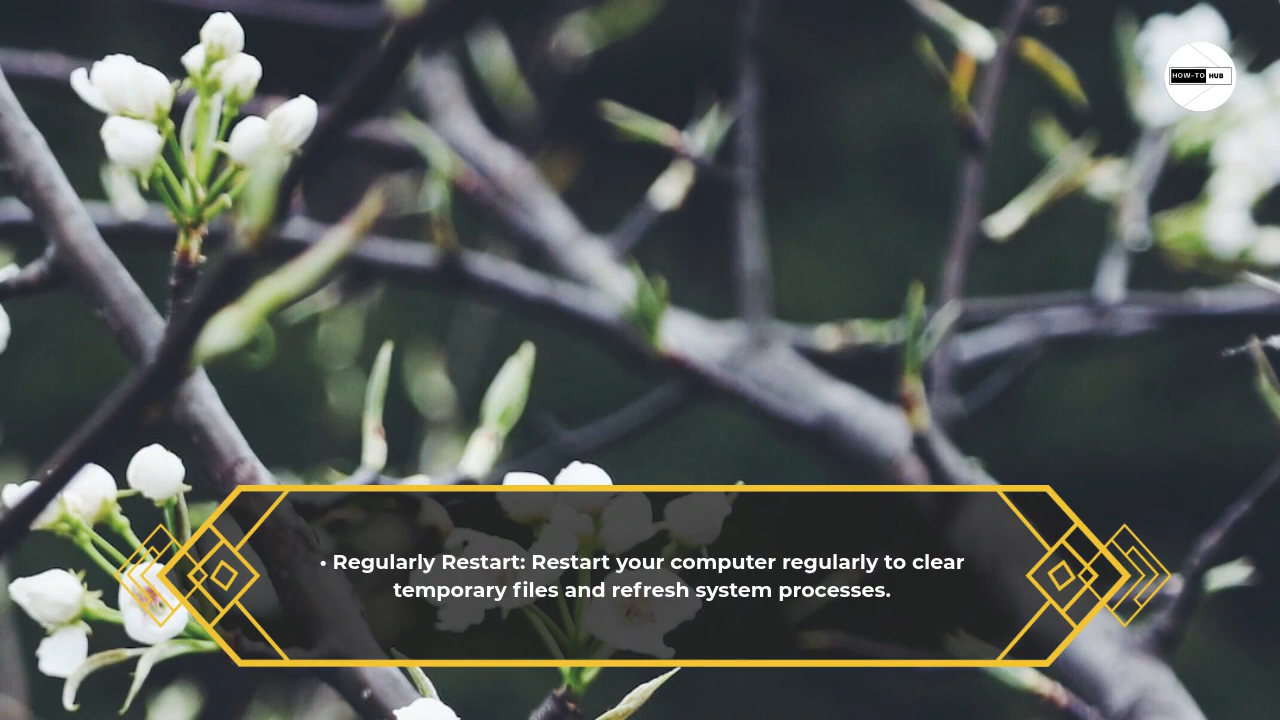 HOW-TO HUB
• Regularly Restart: Restart your computer regularly to clear
temporary files and refresh system processes.